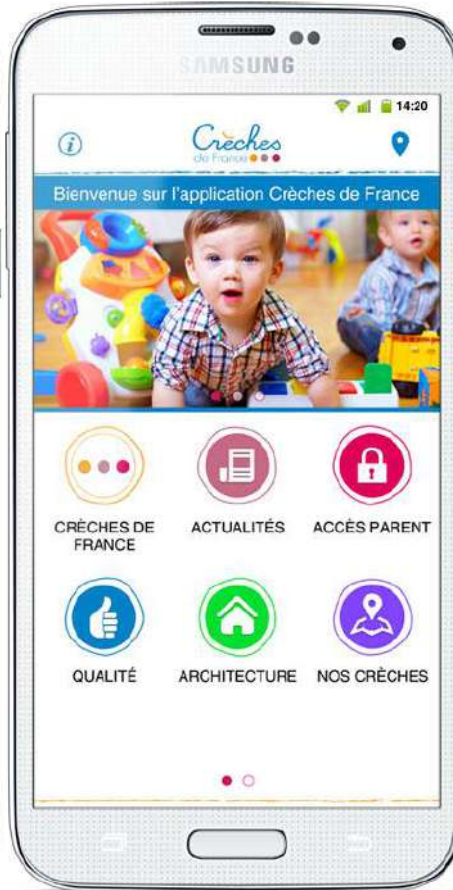 SAMSUNG
14:20
i
Crèches
de France
Bienvenue sur l'application Crèches de France
CRÈCHES DE
FRANCE
ACTUALITÉS
ACCÈS PARENT
QUALITÉ
ARCHITECTURE
NOS CRÈCHES